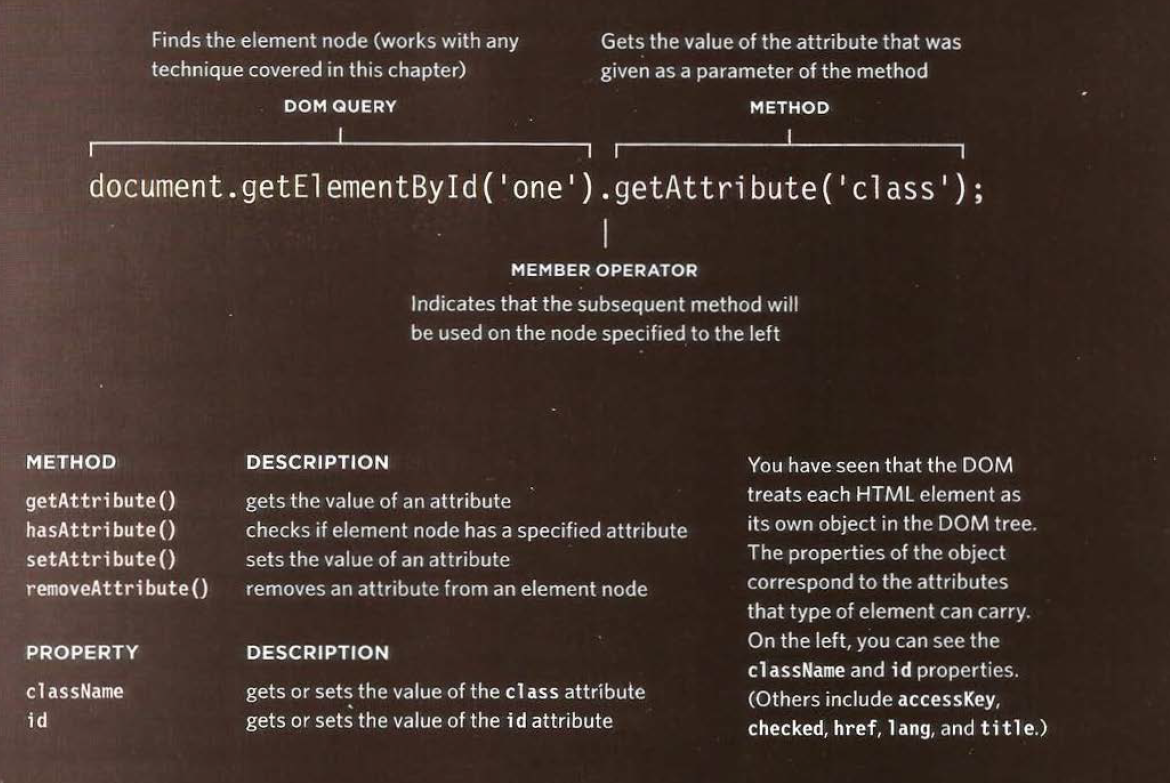 Finds the element node (works with any
technique covered in this chapter)
DOM QUERY
Gets the value of the attribute that was
given as a parameter of the method
METHOD
document.getElementById('one').getAttribute('class');
MEMBER OPERATOR
Indicates that the subsequent method will
be used on the node specified to the left
METHOD DESCRIPTION
getAttribute() gets the value of an attribute
hasAttribute() checks if element node has a specified attribute
setAttribute() sets the value of an attribute
removeAttribute() removes an attribute from an element node
PROPERTY DESCRIPTION
className gets or sets the value of the class attribute
id gets or sets the value of the id attribute
You have seen that the DOM
treats each HTML element as
its own object in the DOM tree.
The properties of the object
correspond to the attributes
that type of element can carry.
On the left, you can see the
className and id properties.
(Others include accessKey,
checked, href, lang, and title.)